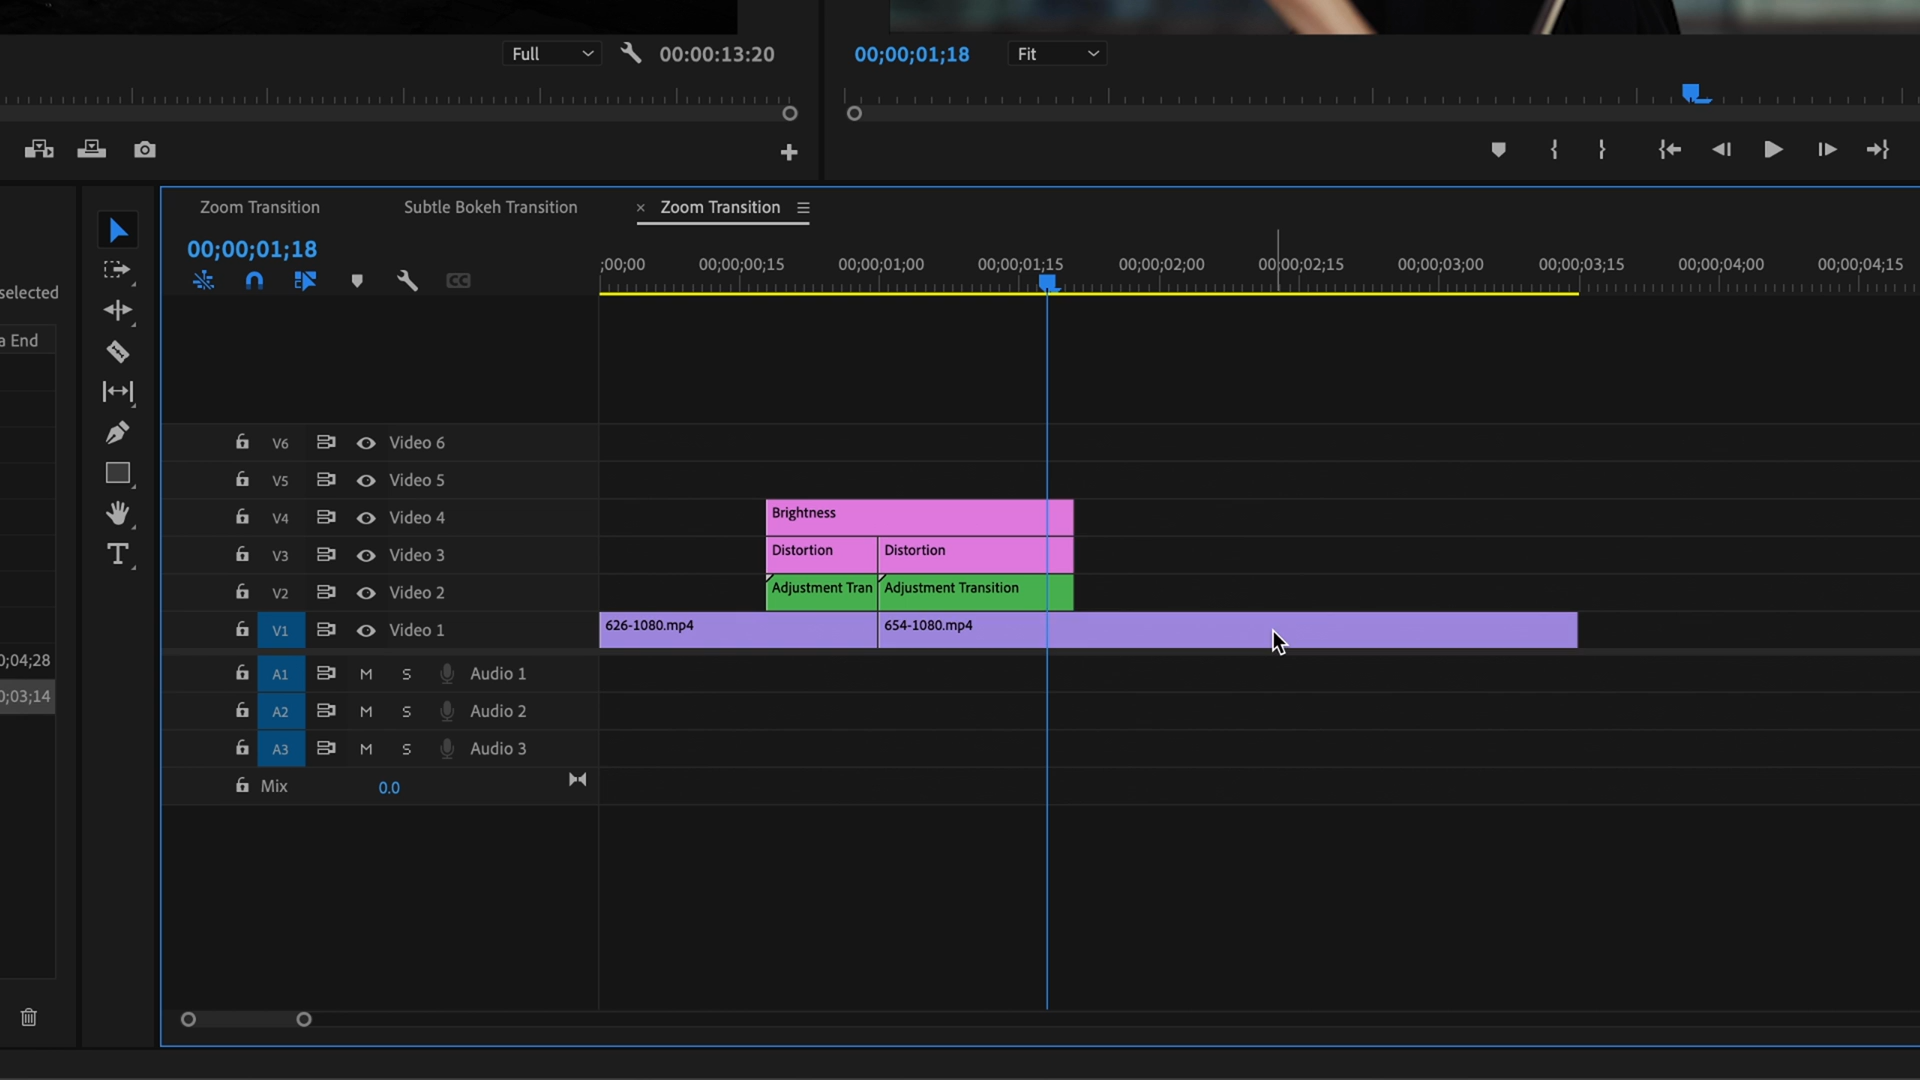 Full
00:00:13:20
00;00;01;18
Fit
Zoom Transition
Subtle Bokeh Transition
× Zoom Transition
00;00;01;18
;00;00
00;00;00;15
00;00;01;00
00;00;01;15
00;00;02;00
00;00;02;15
00;00;03;00
00;00;03;15
00;00;04;00
00;00;04;15
CC
selected
a End
V6 Video 6
V5 Video 5
V4 Video 4
Brightness
V3 Video 3
Distortion
Distortion
V2 Video 2
Adjustment Tran
Adjustment Transition
V1 Video 1
626-1080.mp4
654-1080.mp4
0;04;28
0;03;14
A1 M S Audio 1
A2 M S Audio 2
A3 M S Audio 3
Mix 0.0